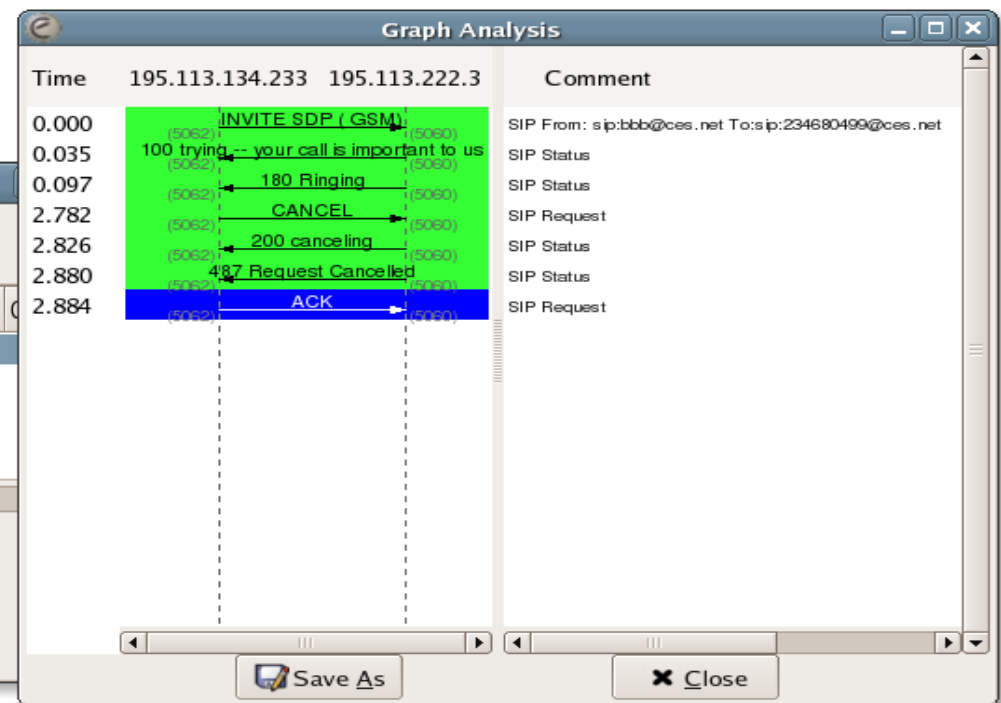 Graph Analysis
Time 195.113.134.233 195.113.222.3 Comment
0.000 INVITE SDP ( GSM) (5062) (5060) SIP From: sip:bbb@ces.net To:sip:234680499@ces.net
0.035 100 trying -- your call is important to us (5062) (5060) SIP Status
0.097 180 Ringing (5062) (5060) SIP Status
2.782 CANCEL (5062) (5060) SIP Request
2.826 200 canceling (5062) (5060) SIP Status
2.880 487 Request Cancelled (5062) (5060) SIP Status
2.884 ACK (5062) (5060) SIP Request
Save As Close